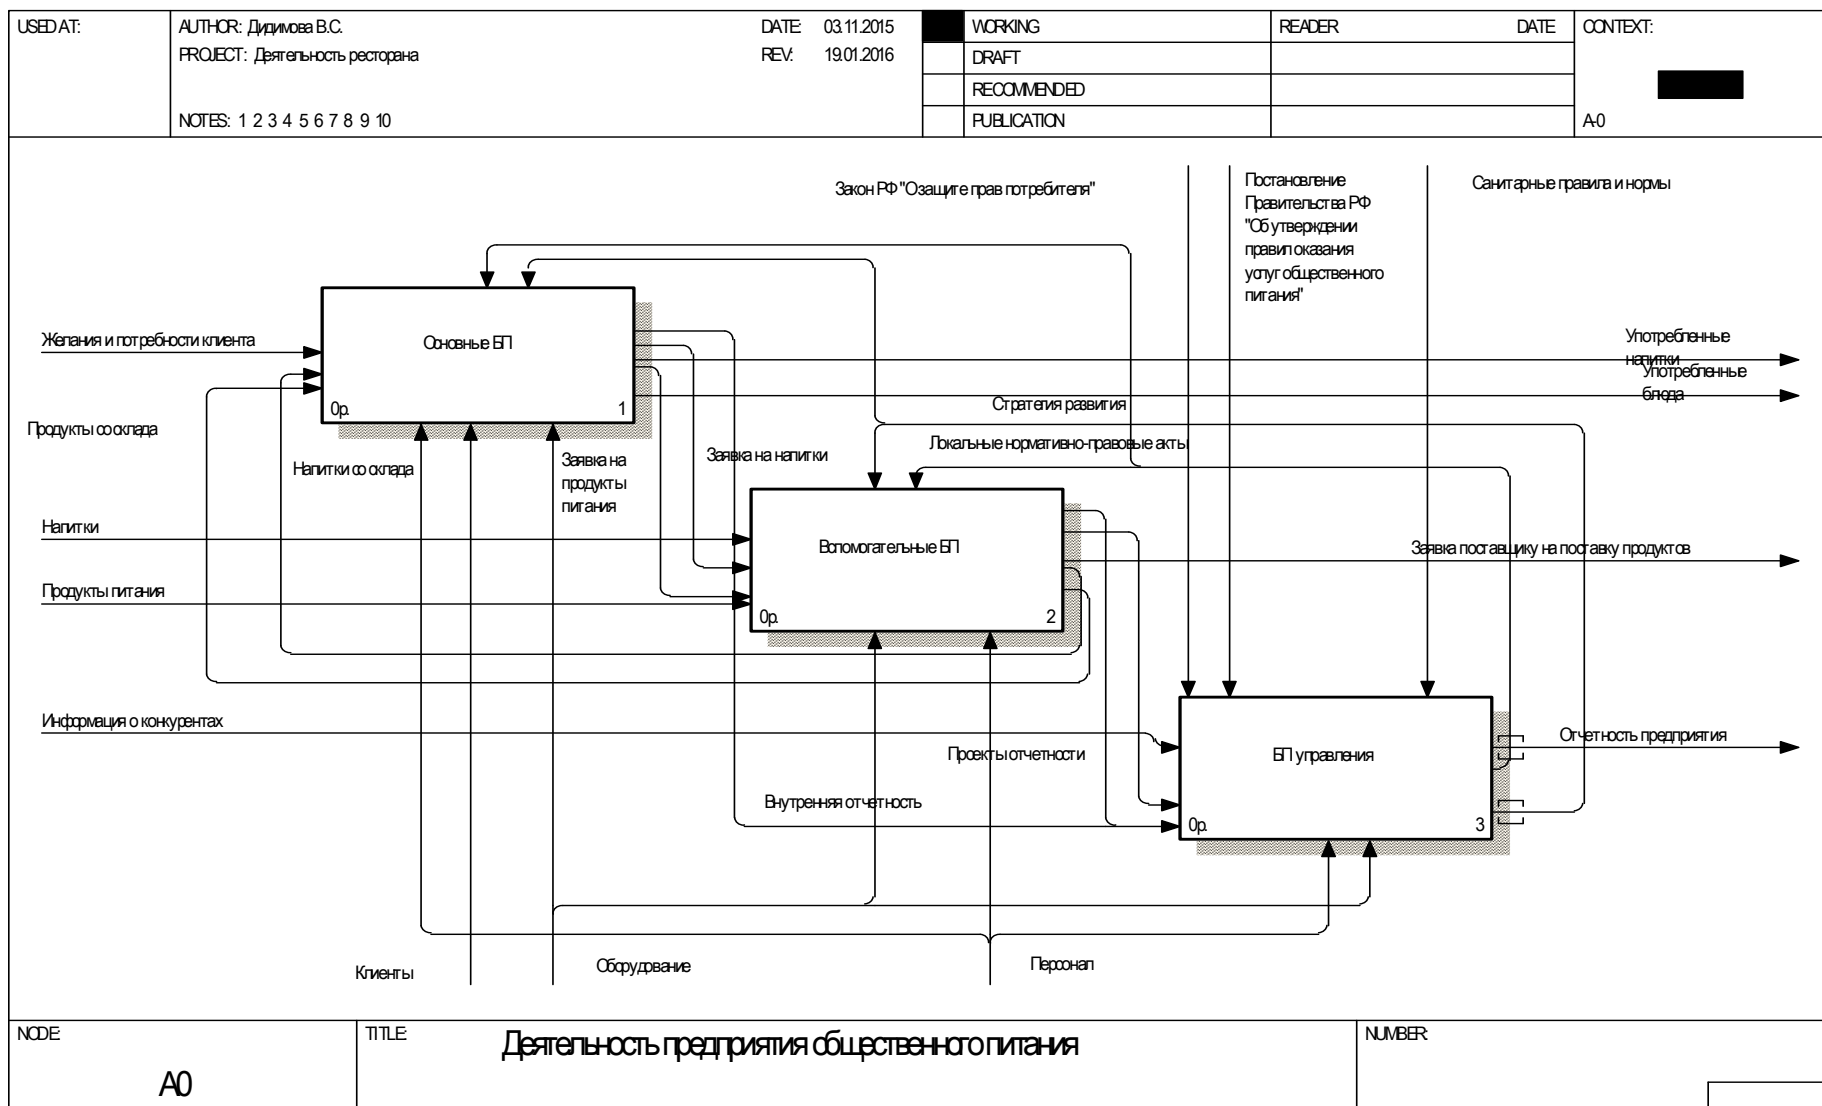 USED AT:
AUTHOR: Дидимова В.С.
DATE: 03.11.2015
WORKING
READER
DATE
CONTEXT:
PROJECT: Деятельность ресторана
REV: 19.01.2016
DRAFT
RECOMMENDED
NOTES: 1 2 3 4 5 6 7 8 9 10
PUBLICATION
A-0
Закон РФ "О защите прав потребителя"
Постановление
Правительства РФ
"Об утверждении
правил оказания
услуг общественного
питания"
Санитарные правила и нормы
Желания и потребности клиента
Основные БП
0р.
1
Употребленные
напитки
Употребленные
блюда
Продукты со склада
Напитки со склада
Заявка на
продукты
питания
Заявка на напитки
Стратегия развития
Локальные нормативно-правовые акты
Напитки
Вспомогательные БП
0р.
2
Заявка поставщику на поставку продуктов
Продукты питания
Информация о конкурентах
Проекты отчетности
БП управления
0р.
3
Отчетность предприятия
Внутренняя отчетность
Клиенты
Оборудование
Персонал
NODE:
A0
TITLE:
Деятельность предприятия общественного питания
NUMBER: